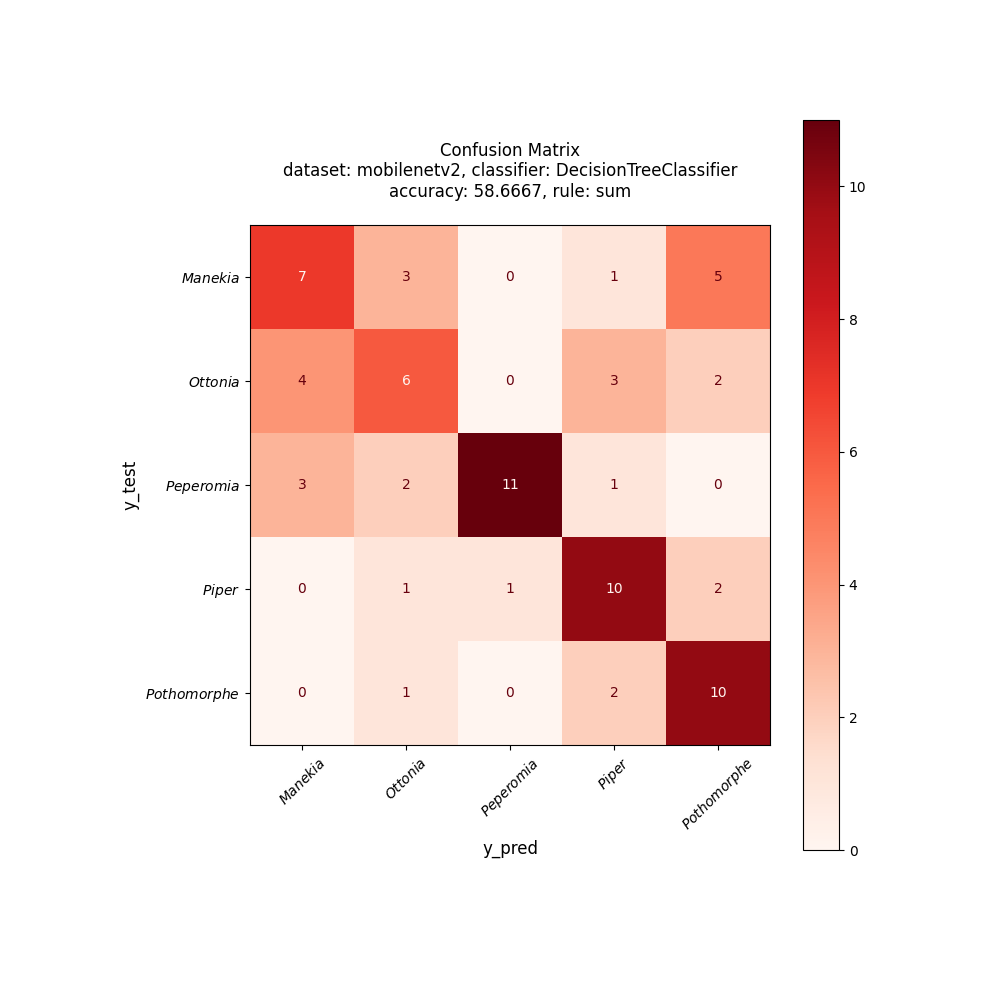 Confusion Matrix
dataset: mobilenetv2, classifier: DecisionTreeClassifier
accuracy: 58.6667, rule: sum
Manekia 7 3 0 1 5
Ottonia 4 6 0 3 2
Peperomia 3 2 11 1 0
Piper 0 1 1 10 2
Pothomorphe 0 1 0 2 10
Manekia Ottonia Peperomia Piper Pothomorphe
y_test
y_pred
10
8
6
4
2
0